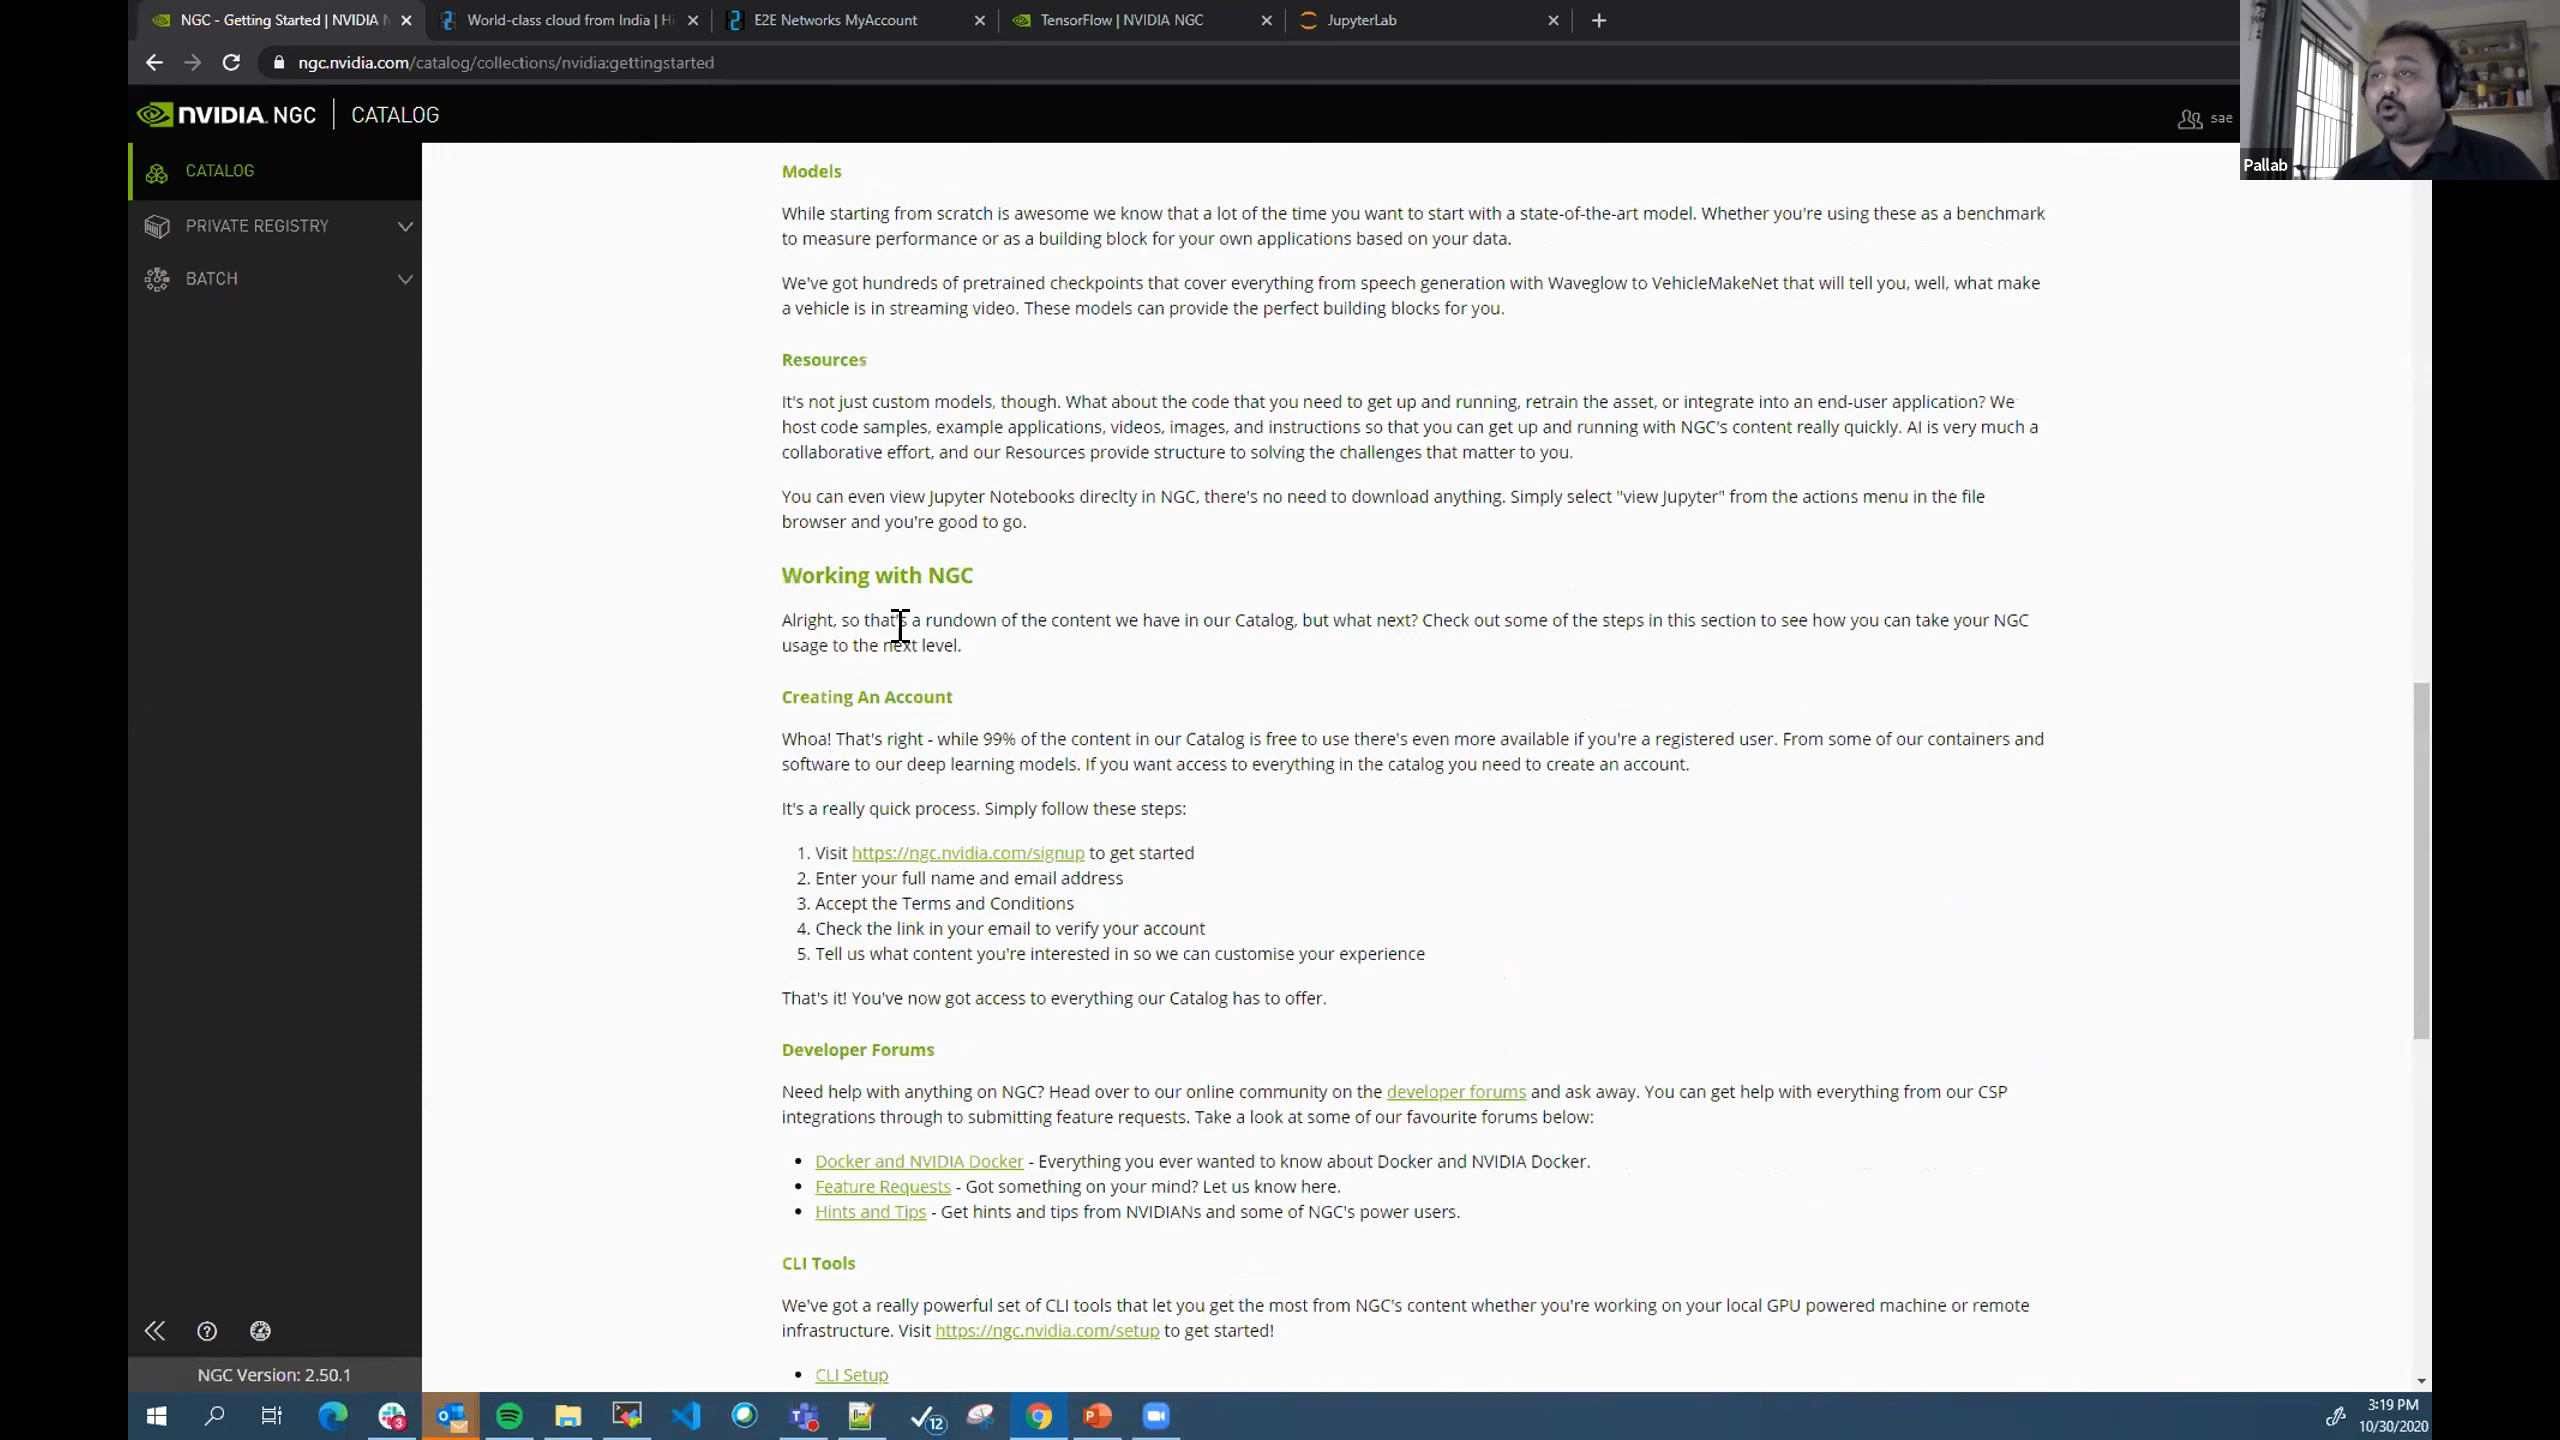 NGC - Getting Started | NVIDIA N
World-class cloud from India | Hi
E2E Networks MyAccount
TensorFlow | NVIDIA NGC
JupyterLab
ngc.nvidia.com/catalog/collections/nvidia:gettingstarted
NVIDIA. NGC | CATALOG
sae
Pallab
CATALOG
PRIVATE REGISTRY
BATCH
Models
While starting from scratch is awesome we know that a lot of the time you want to start with a state-of-the-art model. Whether you're using these as a benchmark
to measure performance or as a building block for your own applications based on your data.
We've got hundreds of pretrained checkpoints that cover everything from speech generation with Waveglow to VehicleMakeNet that will tell you, well, what make
a vehicle is in streaming video. These models can provide the perfect building blocks for you.
Resources
It's not just custom models, though. What about the code that you need to get up and running, retrain the asset, or integrate into an end-user application? We
host code samples, example applications, videos, images, and instructions so that you can get up and running with NGC's content really quickly. AI is very much a
collaborative effort, and our Resources provide structure to solving the challenges that matter to you.
You can even view Jupyter Notebooks direclty in NGC, there's no need to download anything. Simply select "view Jupyter" from the actions menu in the file
browser and you're good to go.
Working with NGC
Alright, so that's a rundown of the content we have in our Catalog, but what next? Check out some of the steps in this section to see how you can take your NGC
usage to the next level.
Creating An Account
Whoa! That's right - while 99% of the content in our Catalog is free to use there's even more available if you're a registered user. From some of our containers and
software to our deep learning models. If you want access to everything in the catalog you need to create an account.
It's a really quick process. Simply follow these steps:
1. Visit https://ngc.nvidia.com/signup to get started
2. Enter your full name and email address
3. Accept the Terms and Conditions
4. Check the link in your email to verify your account
5. Tell us what content you're interested in so we can customise your experience
That's it! You've now got access to everything our Catalog has to offer.
Developer Forums
Need help with anything on NGC? Head over to our online community on the developer forums and ask away. You can get help with everything from our CSP
integrations through to submitting feature requests. Take a look at some of our favourite forums below:
• Docker and NVIDIA Docker - Everything you ever wanted to know about Docker and NVIDIA Docker.
• Feature Requests - Got something on your mind? Let us know here.
• Hints and Tips - Get hints and tips from NVIDIANs and some of NGC's power users.
CLI Tools
We've got a really powerful set of CLI tools that let you get the most from NGC's content whether you're working on your local GPU powered machine or remote
infrastructure. Visit https://ngc.nvidia.com/setup to get started!
• CLI Setup
NGC Version: 2.50.1
3
12
3:19 PM
10/30/2020